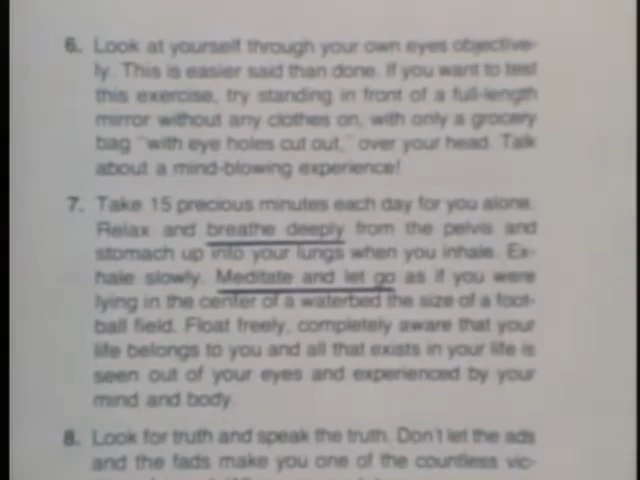 6. Look at yourself through your own eyes objective-
ly. This is easier said than done. If you want to test
this exercise, try standing in front of a full-length
mirror without any clothes on, with only a grocery
bag "with eye holes cut out," over your head. Talk
about a mind-blowing experience!
7. Take 15 precious minutes each day for you alone.
Relax and breathe deeply from the pelvis and
stomach up into your lungs when you inhale. Ex-
hale slowly. Meditate and let go as if you were
lying in the center of a waterbed the size of a foot-
ball field. Float freely, completely aware that your
life belongs to you and all that exists in your life is
seen out of your eyes and experienced by your
mind and body.
8. Look for truth and speak the truth. Don't let the ads
and the fads make you one of the countless vic-